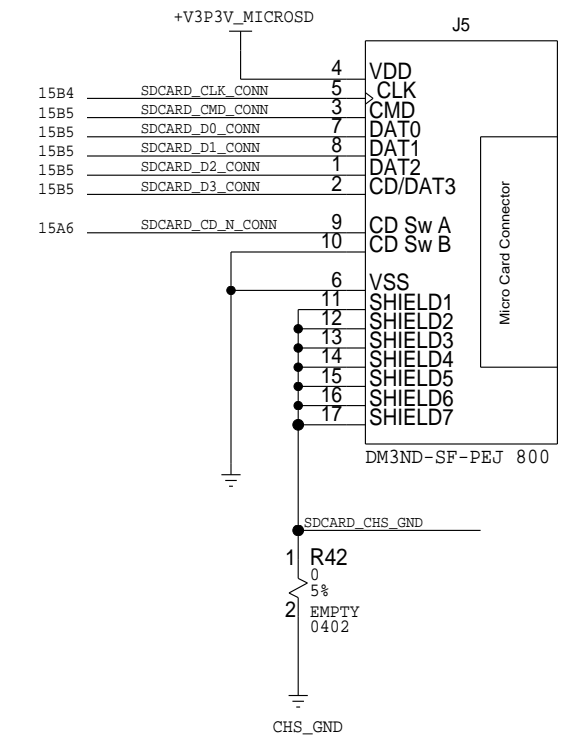 +V3P3V_MICROSD
J5
4 VDD
15B4 SDCARD_CLK_CONN 5 CLK
15B5 SDCARD_CMD_CONN 3 CMD
15B5 SDCARD_D0_CONN 7 DAT0
15B5 SDCARD_D1_CONN 8 DAT1
15B5 SDCARD_D2_CONN 1 DAT2
15B5 SDCARD_D3_CONN 2 CD/DAT3
15A6 SDCARD_CD_N_CONN 9 CD Sw A
10 CD Sw B
6 VSS
11 SHIELD1
12 SHIELD2
13 SHIELD3
14 SHIELD4
15 SHIELD5
16 SHIELD6
17 SHIELD7
Micro Card Connector
DM3ND-SF-PEJ 800
SDCARD_CHS_GND
1 R42
0
5%
2 EMPTY
0402
CHS_GND